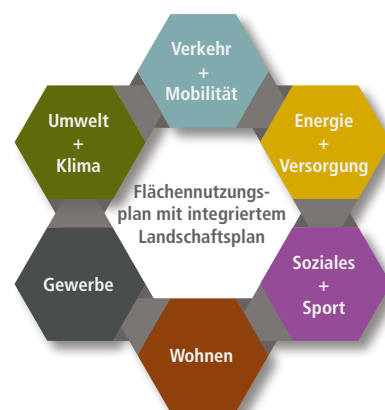 Verkehr
+
Mobilität
Umwelt
+
Klima
Energie
+
Versorgung
Flächennutzungs-
plan mit integriertem
Landschaftsplan
Gewerbe
Soziales
+
Sport
Wohnen